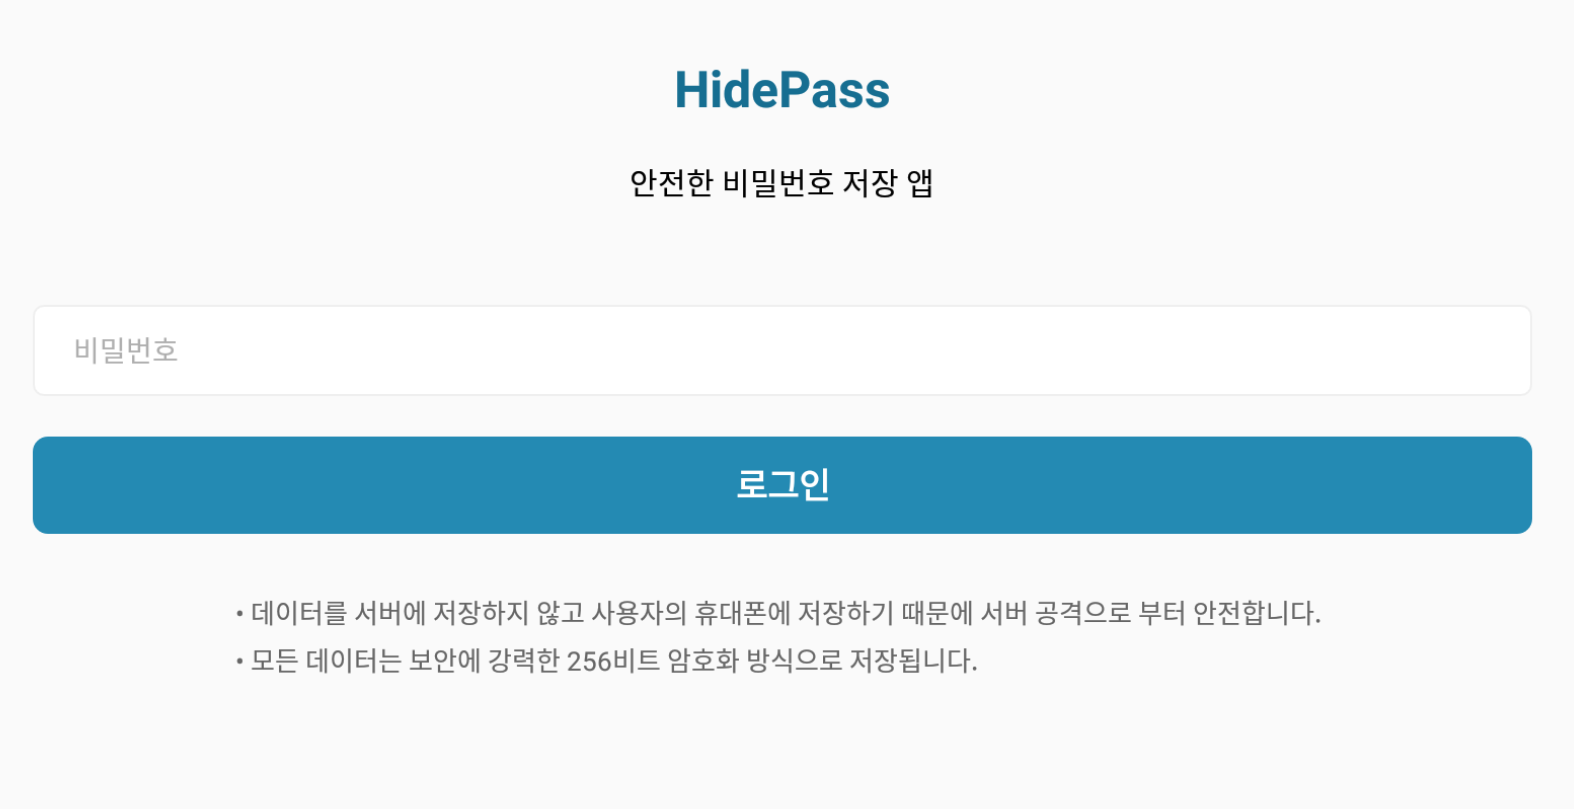 HidePass
안전한 비밀번호 저장 앱
비밀번호
로그인
• 데이터를 서버에 저장하지 않고 사용자의 휴대폰에 저장하기 때문에 서버 공격으로 부터 안전합니다.
• 모든 데이터는 보안에 강력한 256비트 암호화 방식으로 저장됩니다.